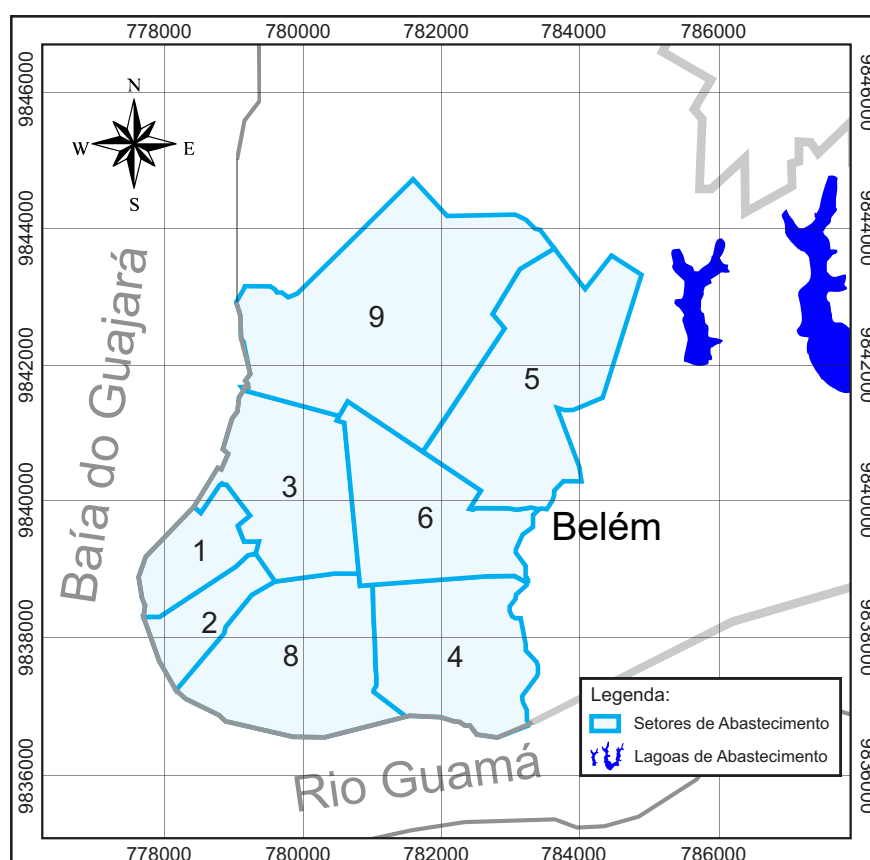 778000 780000 782000 784000 786000
9846000 9846000
N
W E
S
9844000 9844000
Baía do Guajará
9
9842000 9842000
5
3
9840000 9840000
6
Belém
1
2
9838000 9838000
8
4
Legenda:
Setores de Abastecimento
Lagoas de Abastecimento
Rio Guamá
9836000 9836000
778000 780000 782000 784000 786000